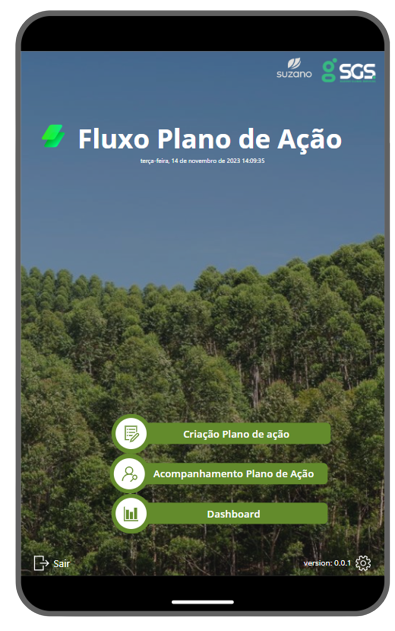 suzano
SGS
Fluxo Plano de Ação
terça-feira, 14 de novembro de 2023 14:09:35
Criação Plano de ação
Acompanhamento Plano de Ação
Dashboard
Sair
version: 0.0.1